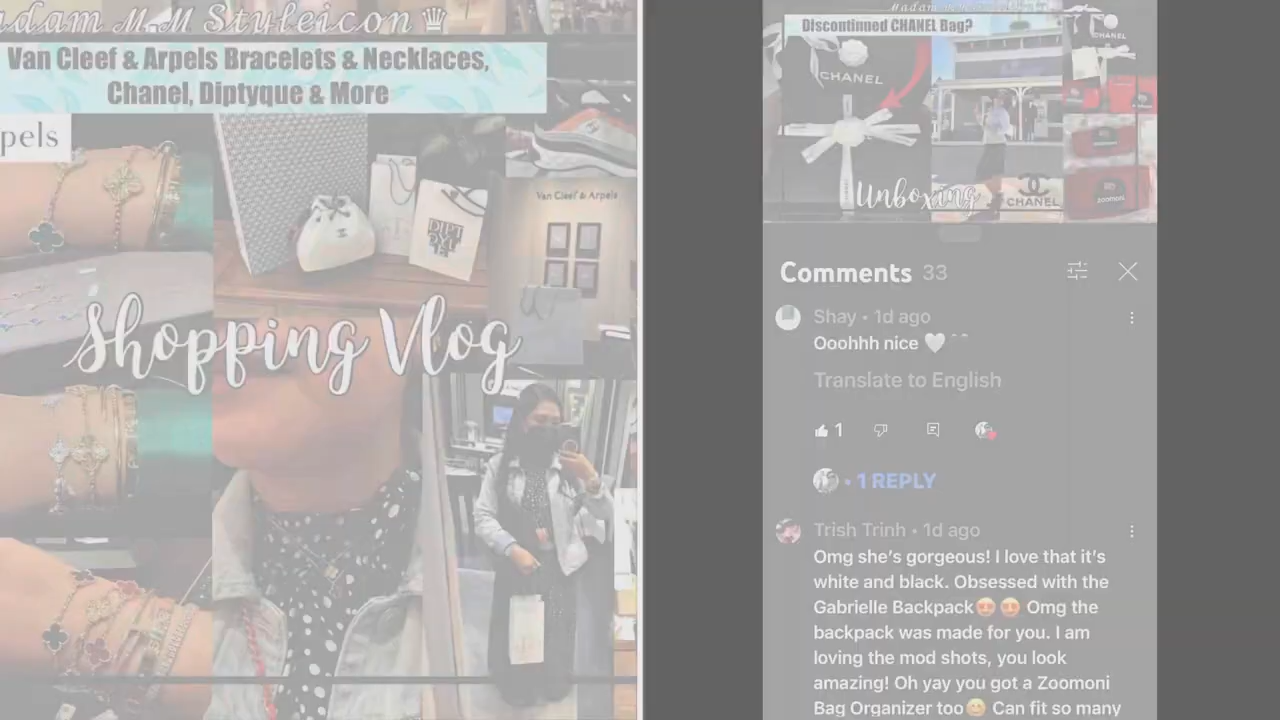 adam M.M Styleicon
Van Cleef & Arpels Bracelets & Necklaces,
Chanel, Diptyque & More
pels
Van Cleef & Arpels
DIPT
YQU
Shopping Vlog
Discontinued CHANEL Bag?
CHANEL
CHANEL
Unboxing
CHANEL
zoomoni
Comments 33
Shay • 1d ago
Ooohhh nice 🤍
Translate to English
1
• 1 REPLY
Trish Trinh • 1d ago
Omg she's gorgeous! I love that it's
white and black. Obsessed with the
Gabrielle Backpack😍 😍 Omg the
backpack was made for you. I am
loving the mod shots, you look
amazing! Oh yay you got a Zoomoni
Bag Organizer too😄 Can fit so many